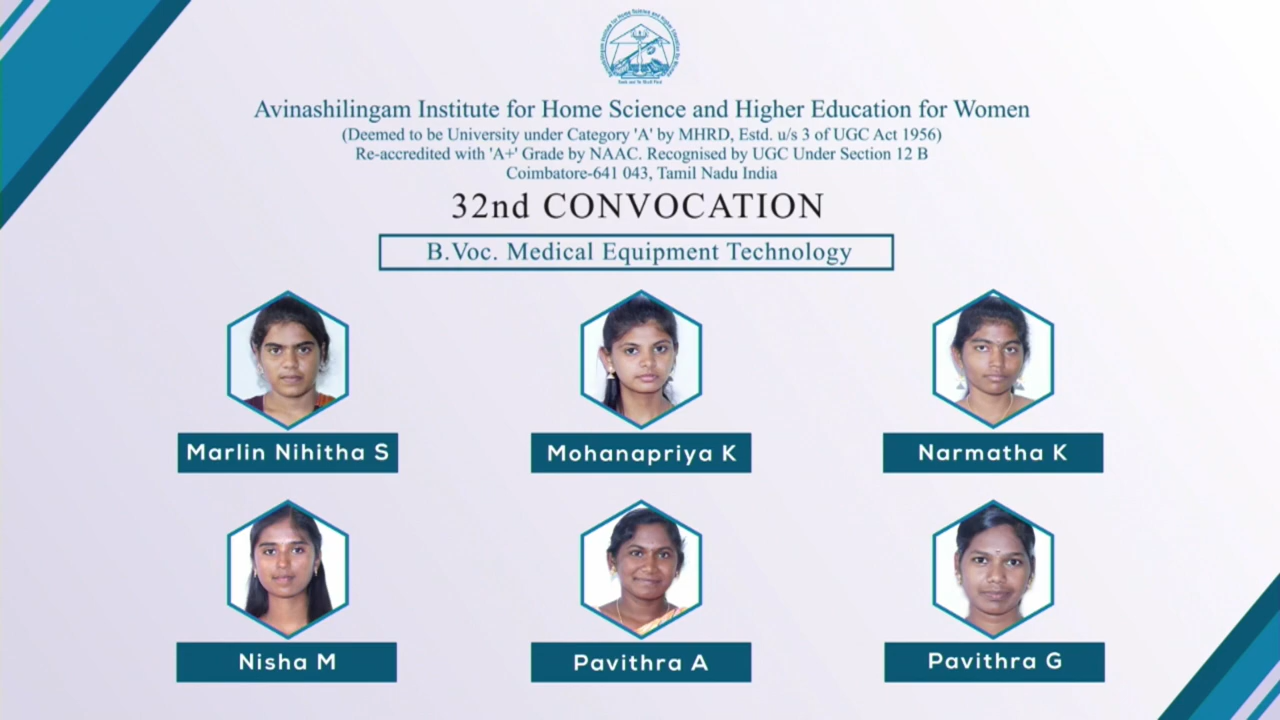 Avinashilingam Institute for Home Science and Higher Education for Women
(Deemed to be University under Category 'A' by MHRD, Estd. u/s 3 of UGC Act 1956)
Re-accredited with 'A+' Grade by NAAC. Recognised by UGC Under Section 12 B
Coimbatore-641 043, Tamil Nadu India
32nd CONVOCATION
B.Voc. Medical Equipment Technology
Marlin Nihitha S
Mohanapriya K
Narmatha K
Nisha M
Pavithra A
Pavithra G